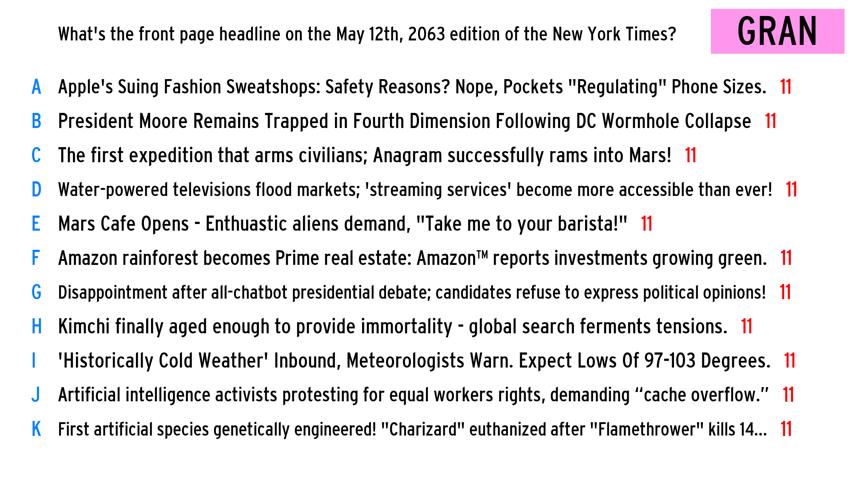 What's the front page headline on the May 12th, 2063 edition of the New York Times?
GRAN
A Apple's Suing Fashion Sweatshops: Safety Reasons? Nope, Pockets "Regulating" Phone Sizes. 11
B President Moore Remains Trapped in Fourth Dimension Following DC Wormhole Collapse 11
C The first expedition that arms civilians; Anagram successfully rams into Mars! 11
D Water-powered televisions flood markets; 'streaming services' become more accessible than ever! 11
E Mars Cafe Opens - Enthuastic aliens demand, "Take me to your barista!" 11
F Amazon rainforest becomes Prime real estate: Amazon™ reports investments growing green. 11
G Disappointment after all-chatbot presidential debate; candidates refuse to express political opinions! 11
H Kimchi finally aged enough to provide immortality - global search ferments tensions. 11
I 'Historically Cold Weather' Inbound, Meteorologists Warn. Expect Lows Of 97-103 Degrees. 11
J Artificial intelligence activists protesting for equal workers rights, demanding “cache overflow.” 11
K First artificial species genetically engineered! "Charizard" euthanized after "Flamethrower" kills 14... 11